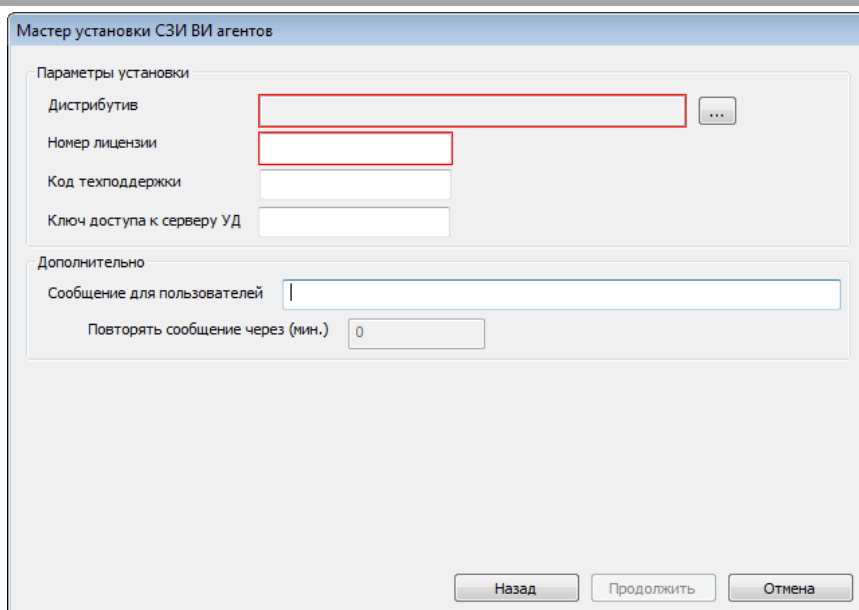 Мастер установки СЗИ ВИ агентов
Параметры установки
Дистрибутив
...
Номер лицензии
Код техподдержки
Ключ доступа к серверу УД
Дополнительно
Сообщение для пользователей
Повторять сообщение через (мин.) 0
Назад Продолжить Отмена